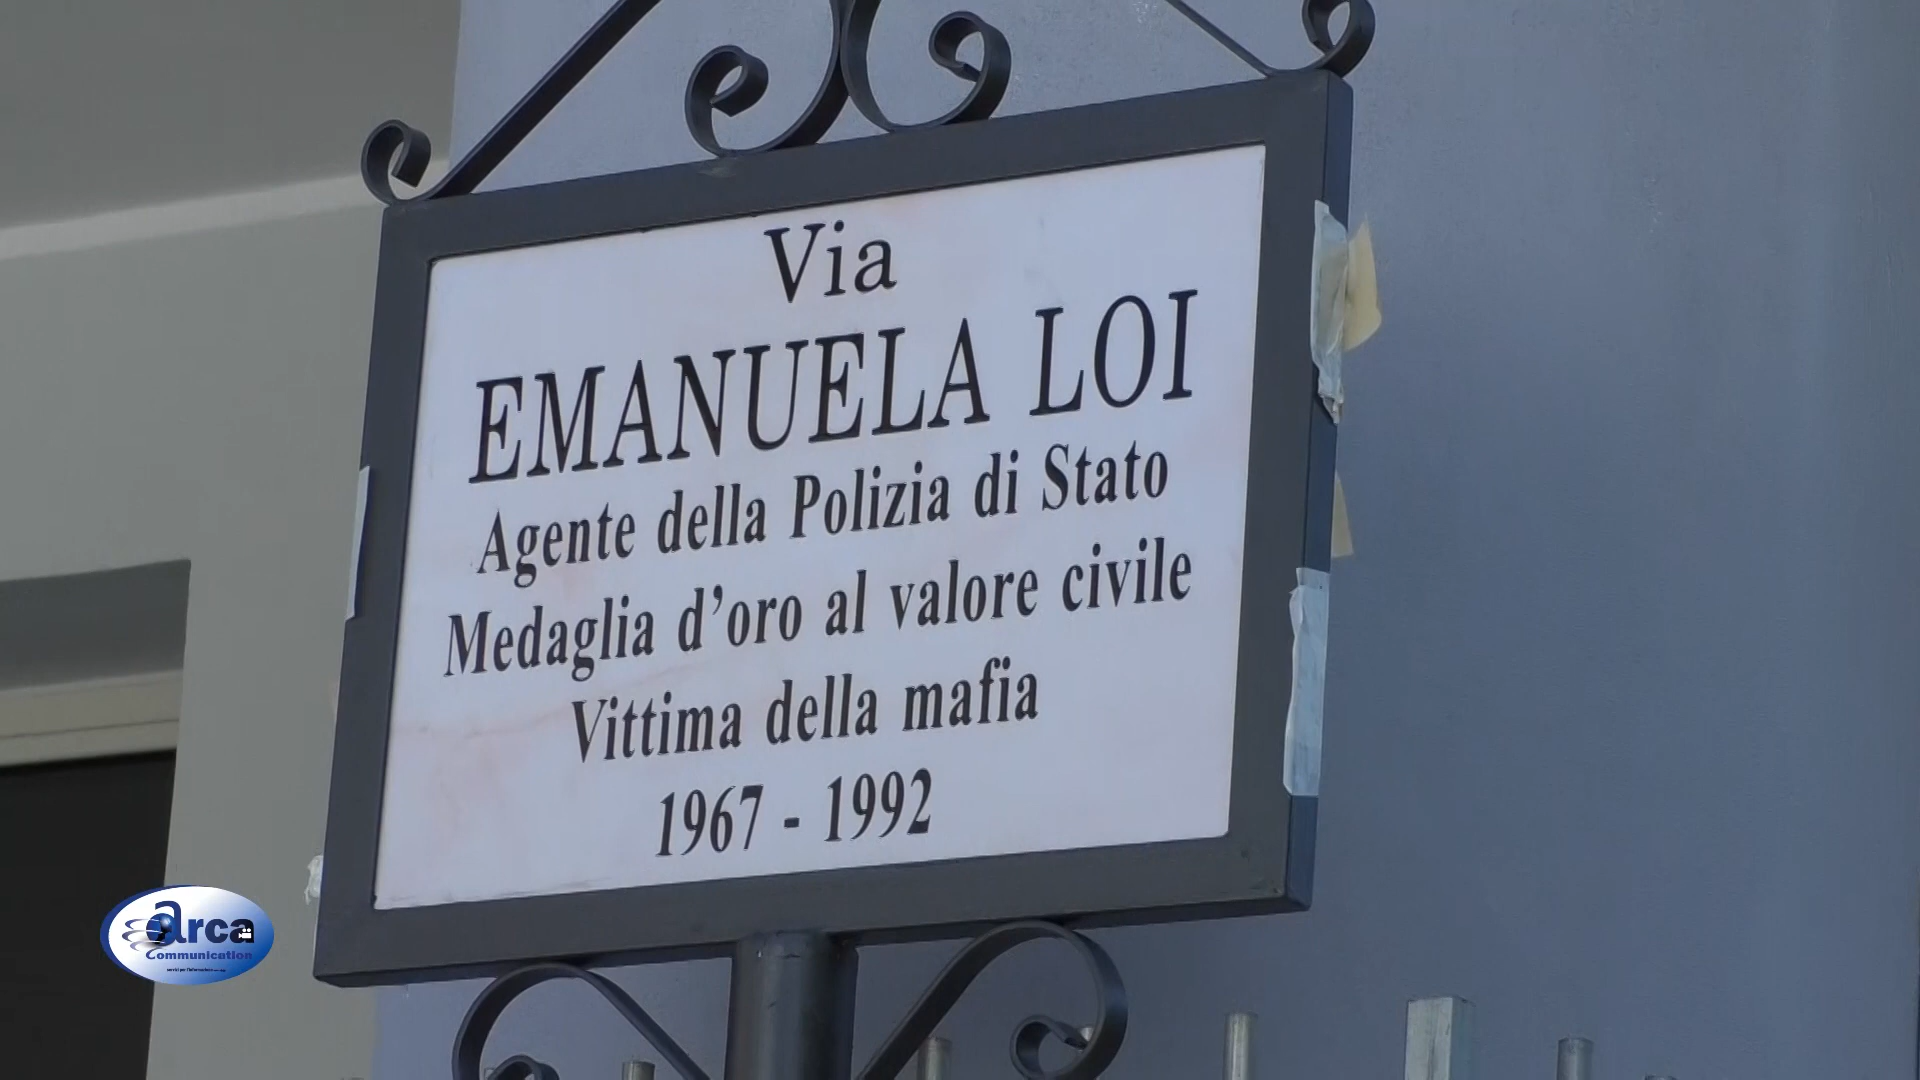 Via
EMANUELA LOI
Agente della Polizia di Stato
Medaglia d'oro al valore civile
Vittima della mafia
1967 - 1992
arca
Communication